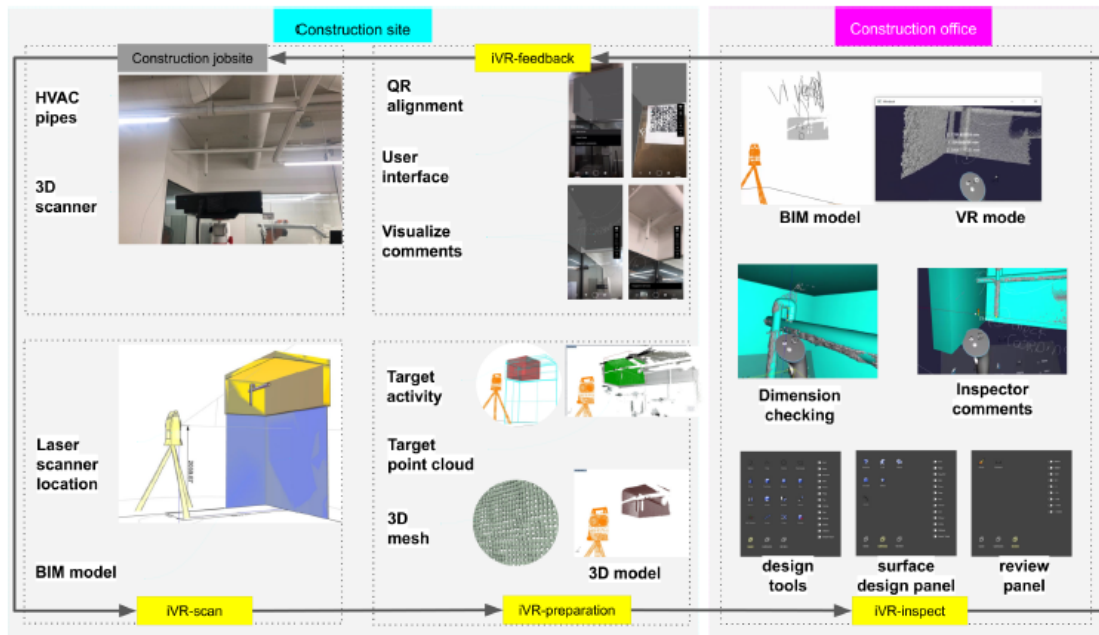 Construction site
Construction office
Construction jobsite
iVR-feedback
HVAC
pipes
3D
scanner
QR
alignment
User
interface
Visualize
comments
BIM model
VR mode
Dimension
checking
Inspector
comments
Laser
scanner
location
BIM model
Target
activity
Target
point cloud
3D
mesh
3D model
design
tools
surface
design panel
review
panel
iVR-scan
iVR-preparation
iVR-inspect